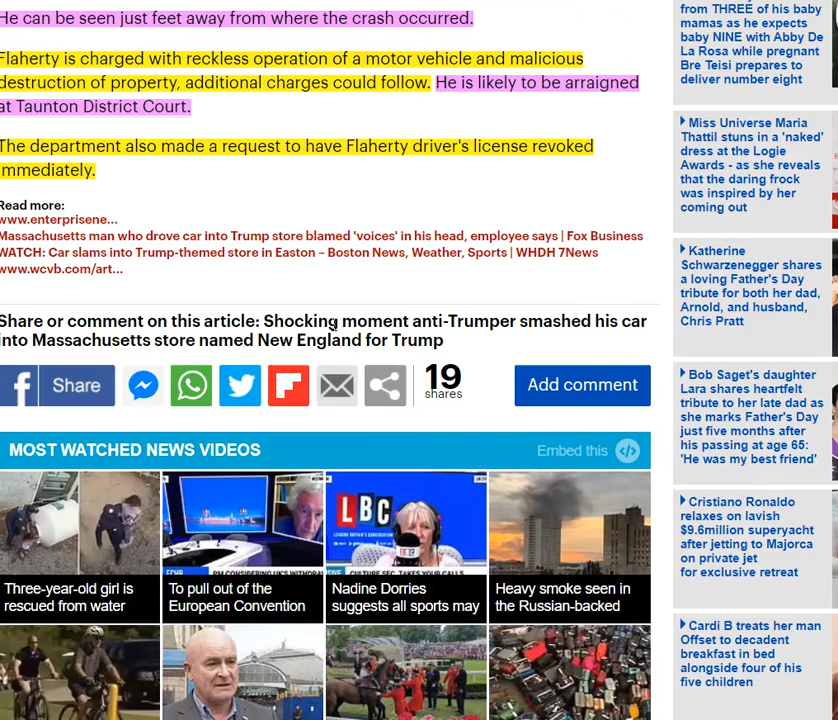 He can be seen just feet away from where the crash occurred.
Flaherty is charged with reckless operation of a motor vehicle and malicious
destruction of property, additional charges could follow. He is likely to be arraigned
at Taunton District Court.
The department also made a request to have Flaherty driver's license revoked
immediately.
Read more:
www.enterprisene...
Massachusetts man who drove car into Trump store blamed 'voices' in his head, employee says | Fox Business
WATCH: Car slams into Trump-themed store in Easton – Boston News, Weather, Sports | WHDH 7News
www.wcvb.com/art...
Share or comment on this article: Shocking moment anti-Trumper smashed his car
into Massachusetts store named New England for Trump
Share
19
shares
Add comment
MOST WATCHED NEWS VIDEOS
Embed this
LBC
LEADING BRITAIN'S CONVERSATION
PM CONSIDERING UK'S WITHDRAWAL
CULTURE SEC. TAKES YOUR CALLS
Three-year-old girl is
rescued from water
To pull out of the
European Convention
Nadine Dorries
suggests all sports may
Heavy smoke seen in
the Russian-backed
from THREE of his baby
mamas as he expects
baby NINE with Abby De
La Rosa while pregnant
Bre Teisi prepares to
deliver number eight
Miss Universe Maria
Thattil stuns in a 'naked'
dress at the Logie
Awards - as she reveals
that the daring frock
was inspired by her
coming out
Katherine
Schwarzenegger shares
a loving Father's Day
tribute for both her dad,
Arnold, and husband,
Chris Pratt
Bob Saget's daughter
Lara shares heartfelt
tribute to her late dad as
she marks Father's Day
just five months after
his passing at age 65:
'He was my best friend'
Cristiano Ronaldo
relaxes on lavish
$9.6million superyacht
after jetting to Majorca
on private jet
for exclusive retreat
Cardi B treats her man
Offset to decadent
breakfast in bed
alongside four of his
five children